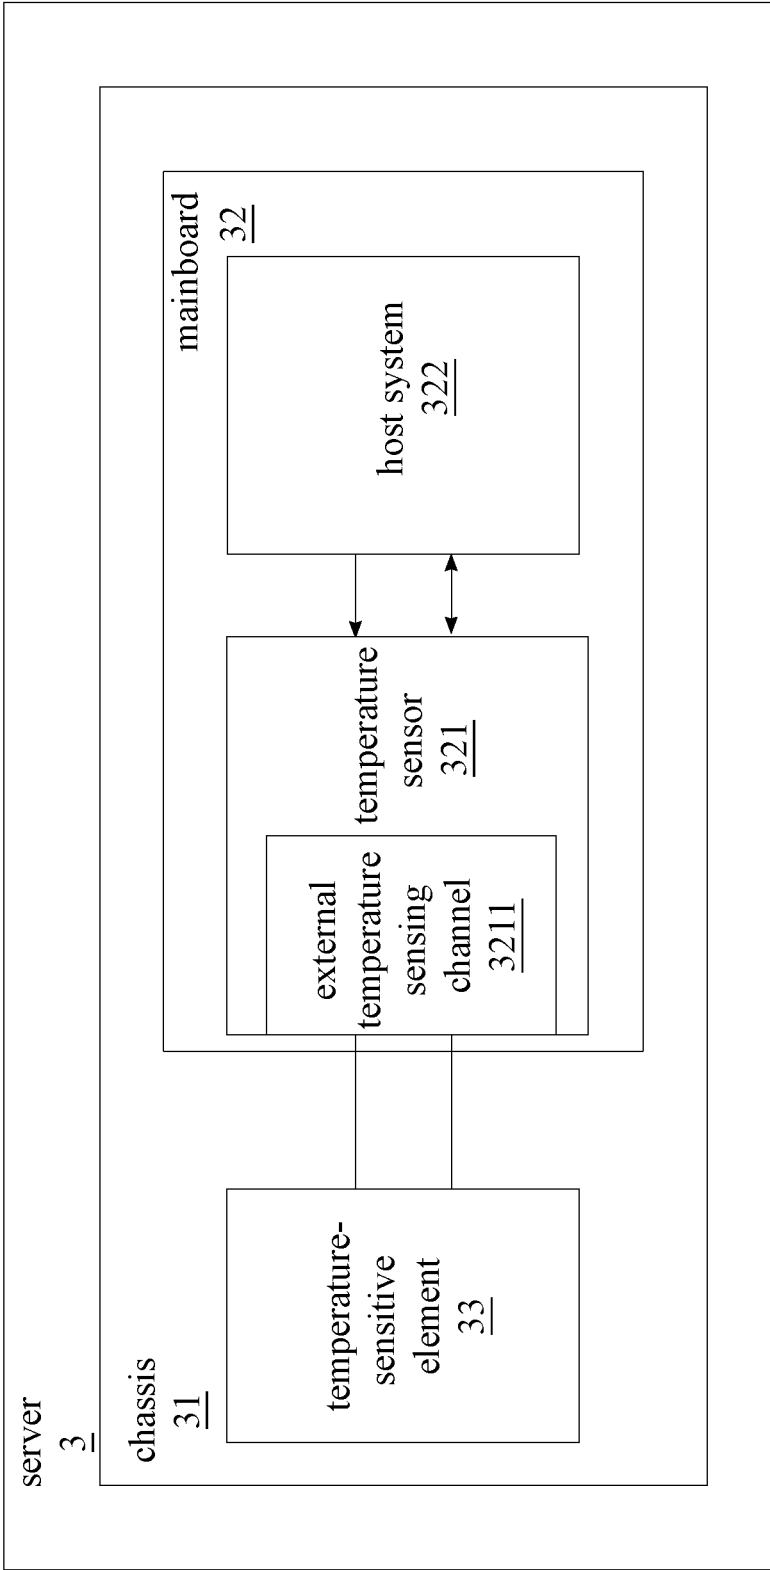 server
3
chassis
31
mainboard
32
temperature-
sensitive
element
33
external
temperature
sensing
channel
3211
temperature
sensor
321
host system
322